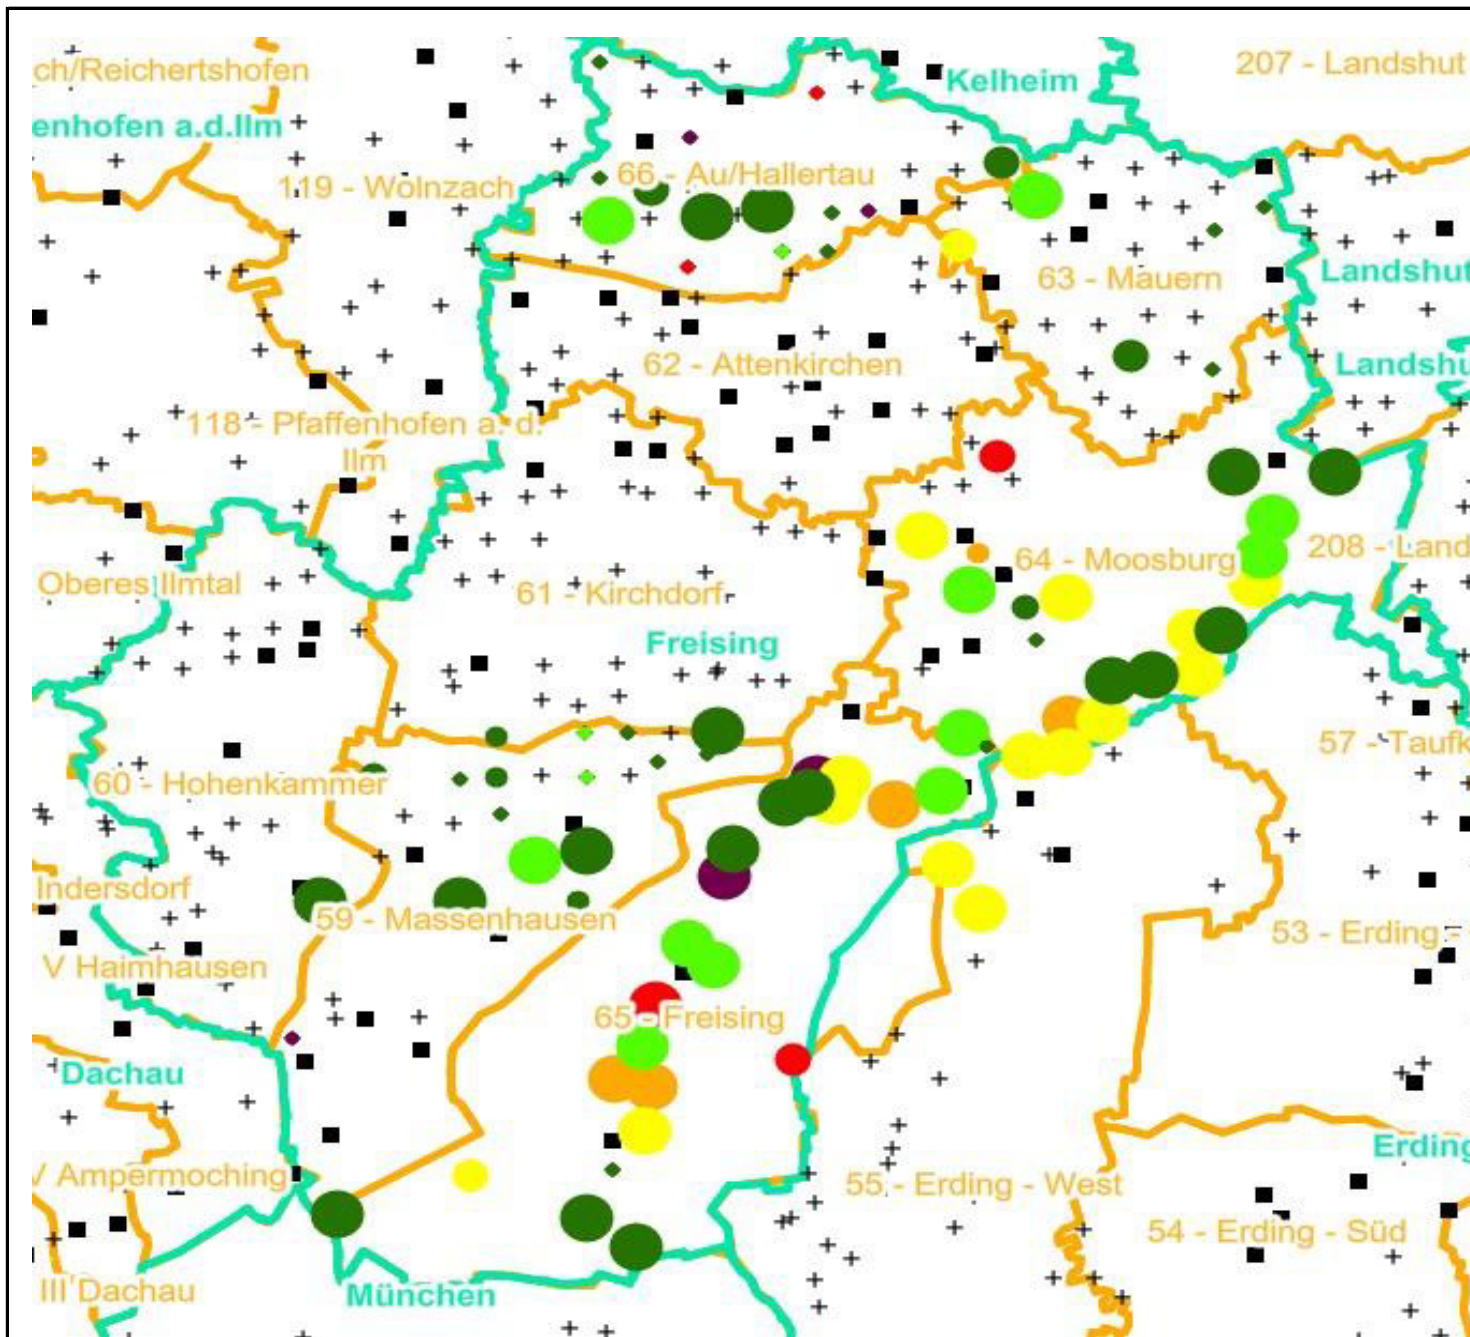 207 - Landshut
ch/Reichertshofen
Kelheim
enhofen a.d.Ilm
119 - Wolnzach
66 - Au/Hallertau
Landshut
63 - Mauern
62 - Attenkirchen
Landshu
118 - Pfaffenhofen a. d.
Ilm
208 - Land
64 - Moosburg
Oberes Ilmtal
61 - Kirchdorf
Freising
57 - Taufk
60 - Hohenkammer
Indersdorf
59 - Massenhausen
53 - Erding -
V Haimhausen
65 - Freising
Dachau
Erding
V Ampermoching
55 - Erding - West
54 - Erding - Süd
III Dachau
München